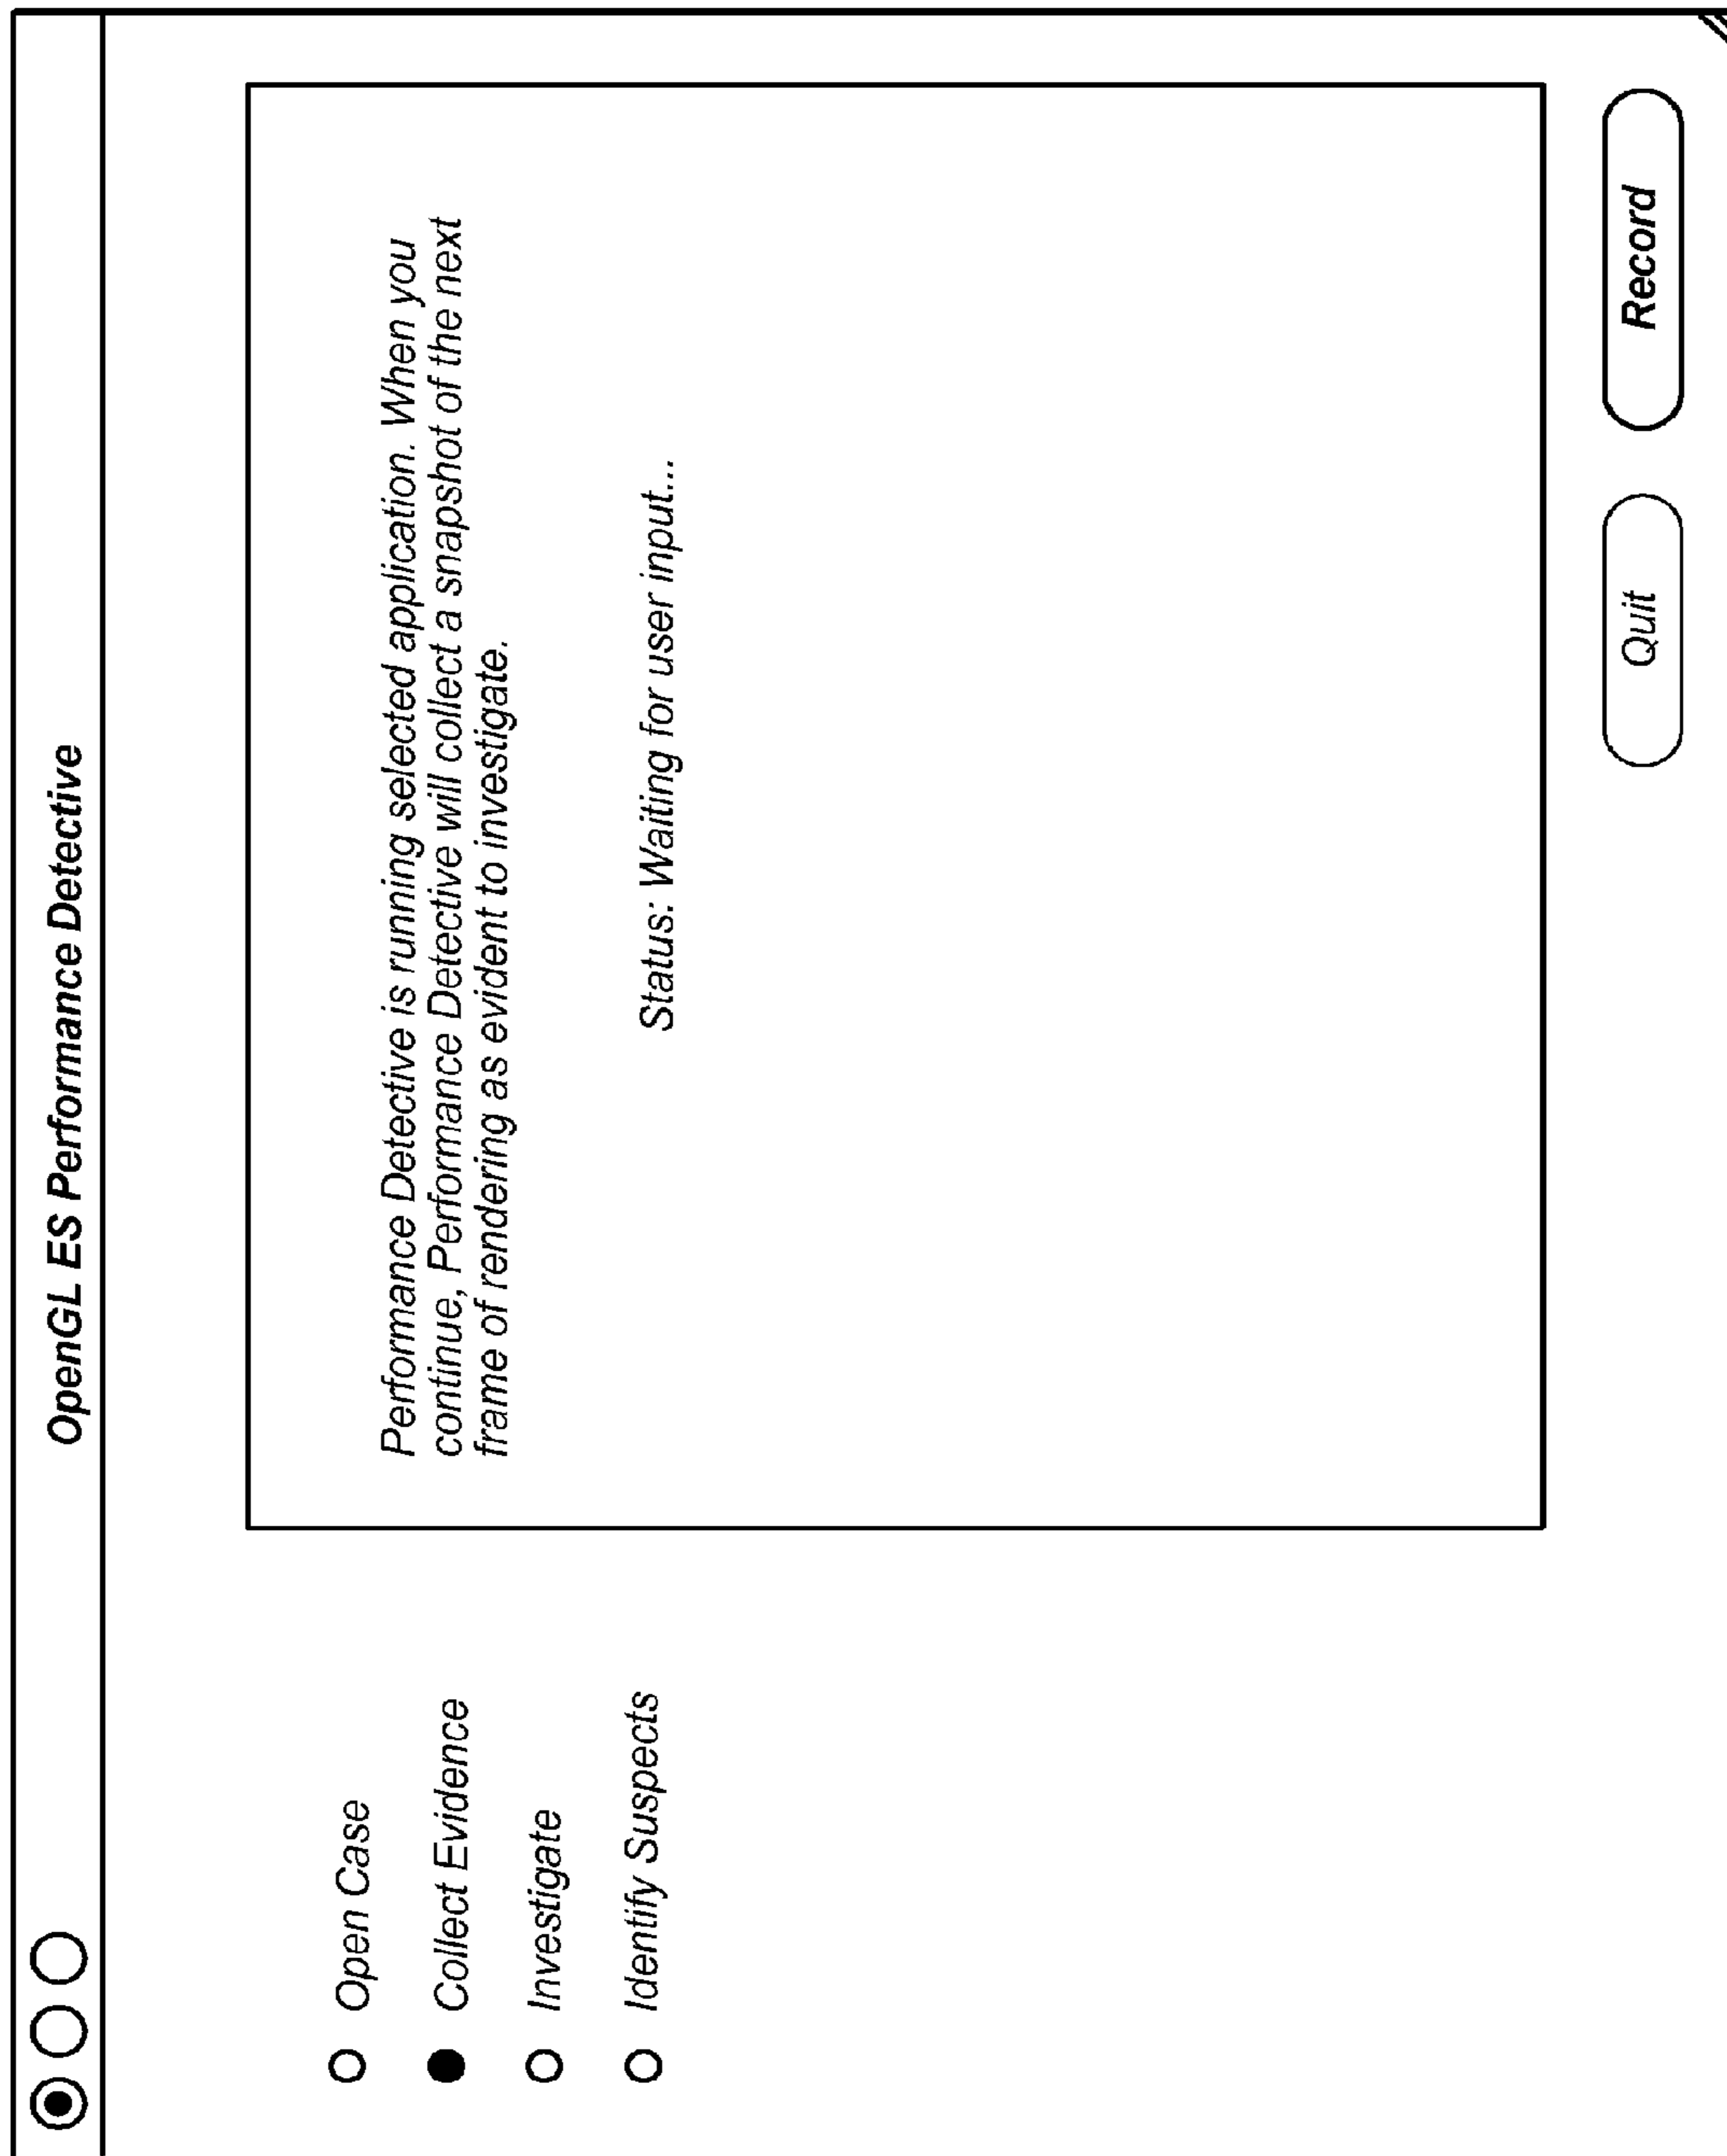 OpenGL ES Performance Detective
Open Case
Collect Evidence
Investigate
Identify Suspects
Performance Detective is running selected application. When you
continue, Performance Detective will collect a snapshot of the next
frame of rendering as evident to investigate.
Status: Waiting for user input...
Quit
Record